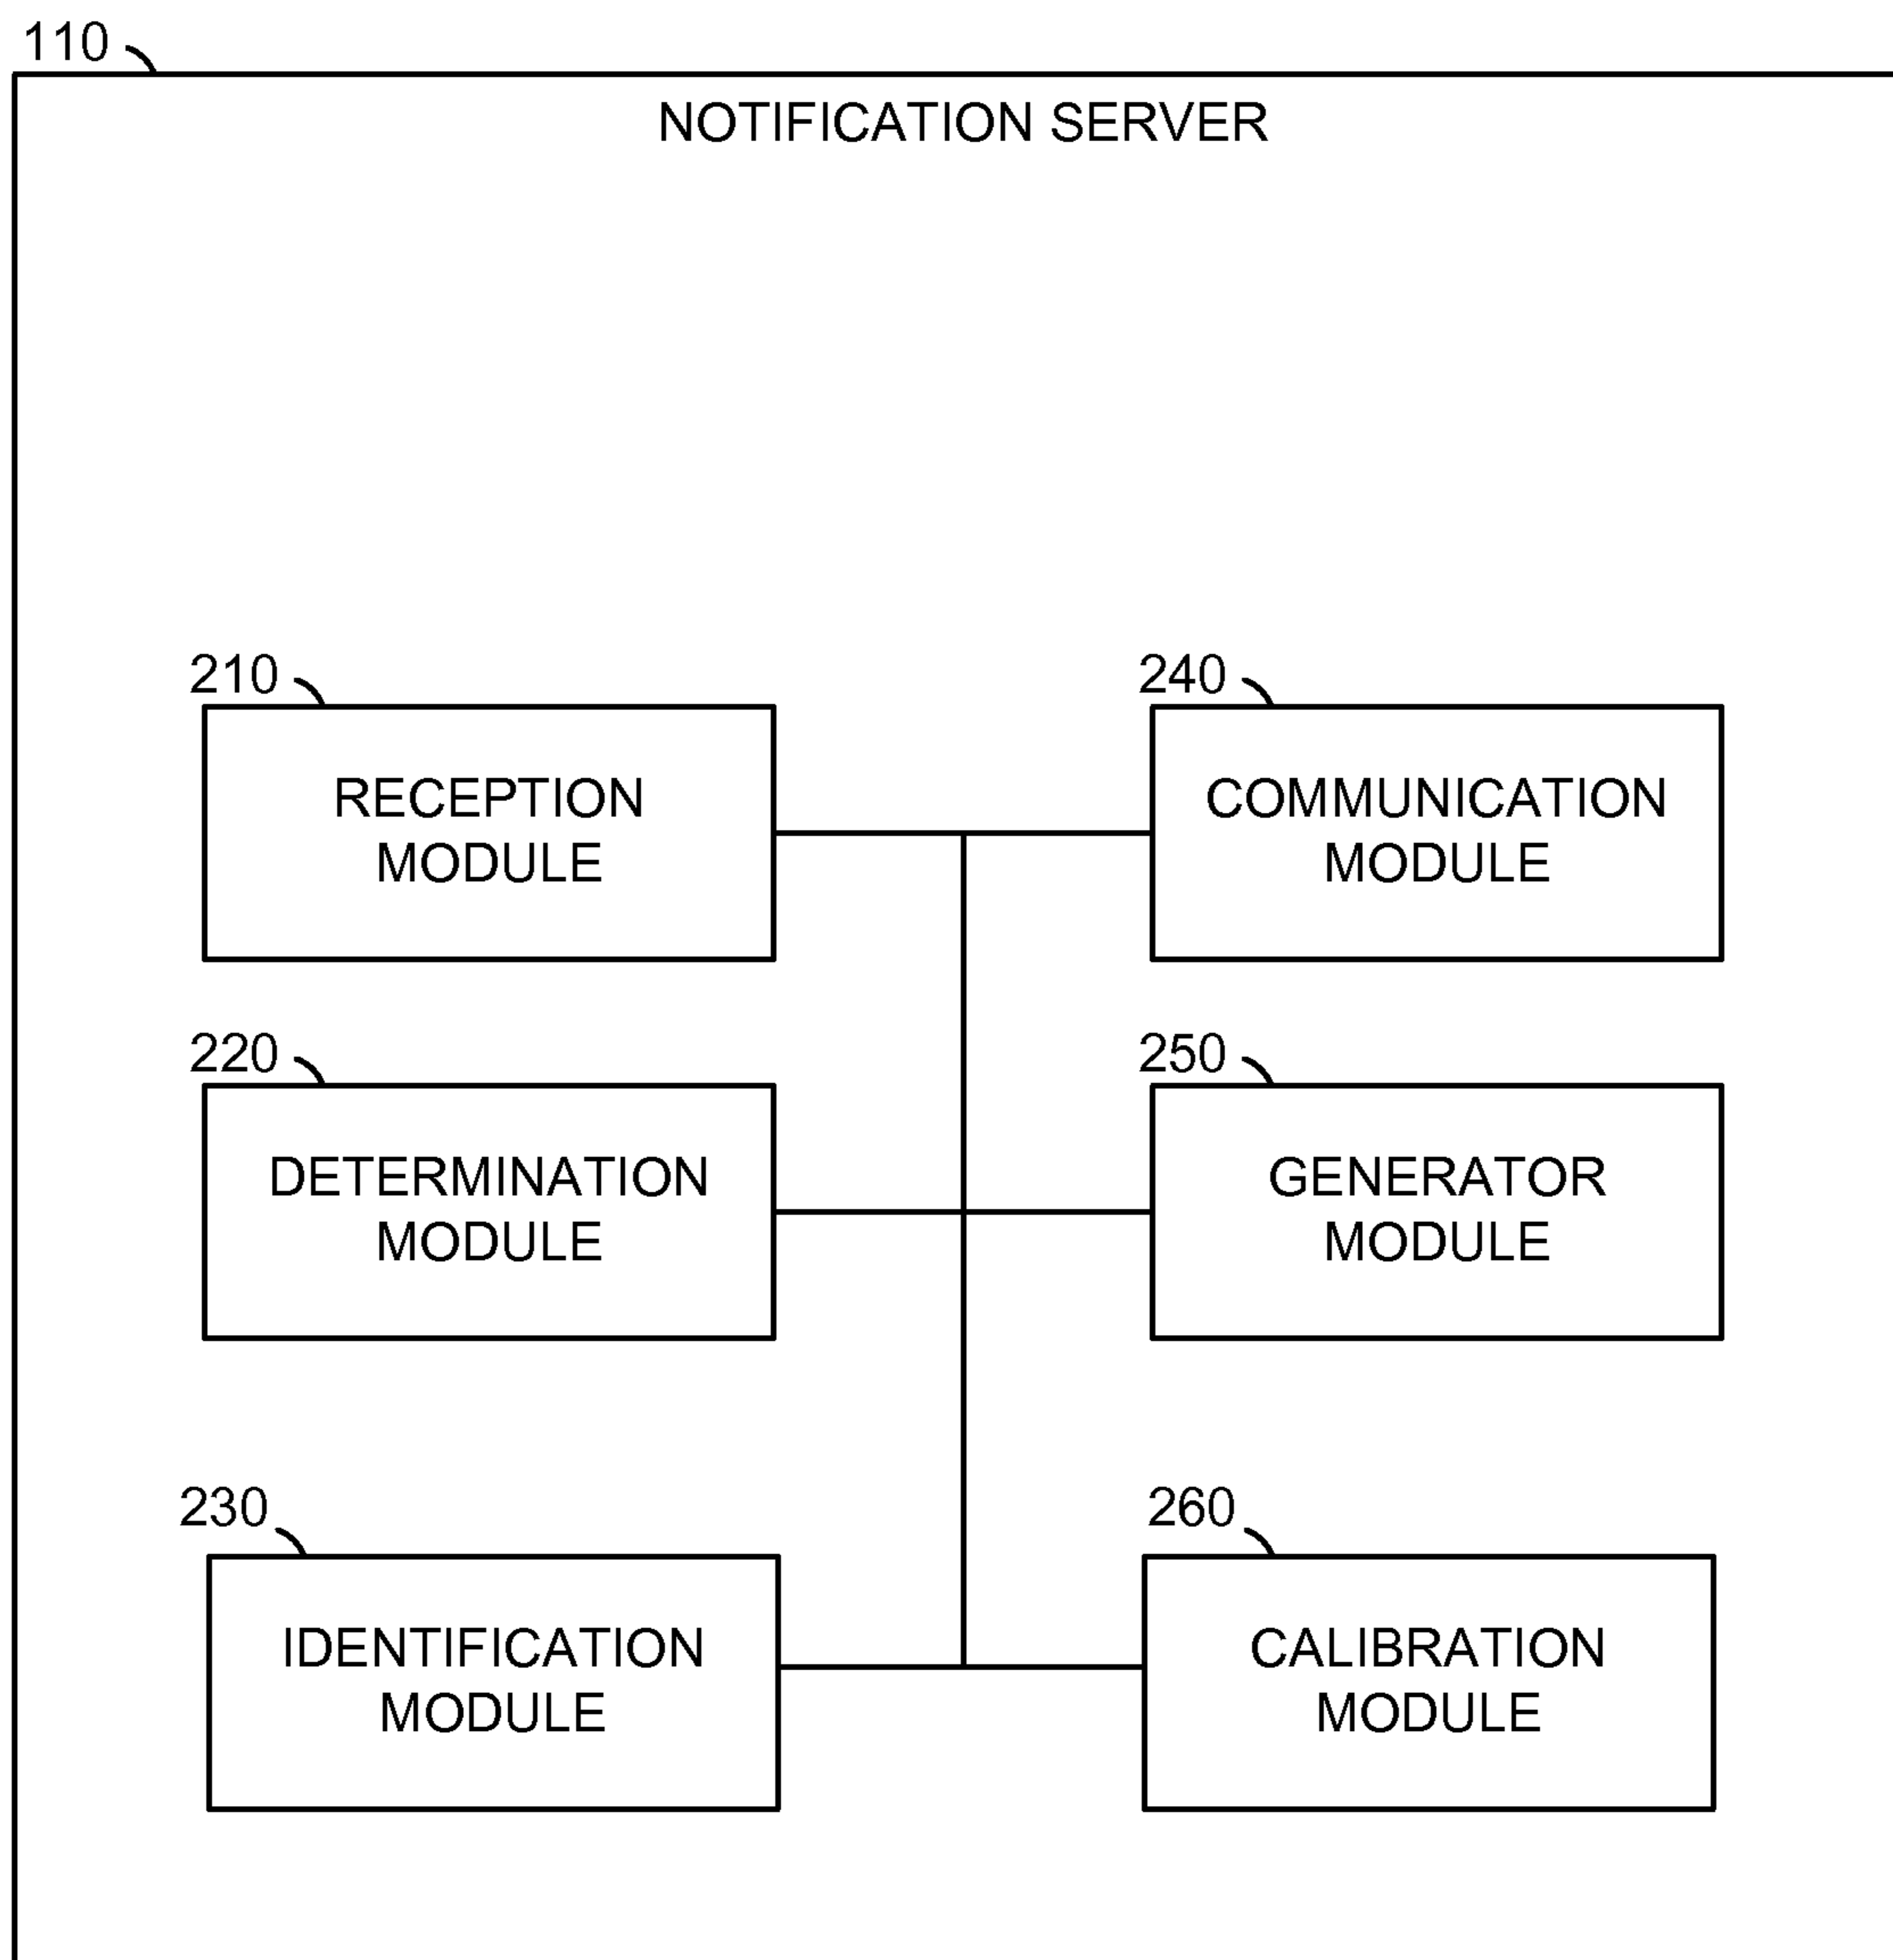 110
NOTIFICATION SERVER
210
RECEPTION
MODULE
240
COMMUNICATION
MODULE
220
DETERMINATION
MODULE
250
GENERATOR
MODULE
230
IDENTIFICATION
MODULE
260
CALIBRATION
MODULE